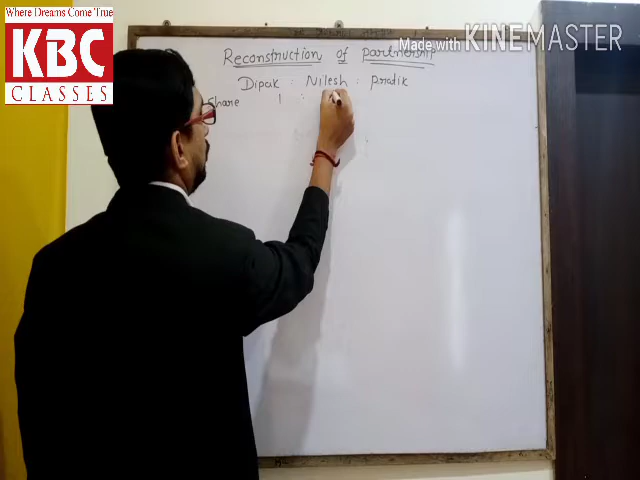 Where Dreams Come True
KBC
CLASSES
Made with KINEMASTER
Reconstruction of partnership
Dipak : Nilesh : Pradik
Share 1 :